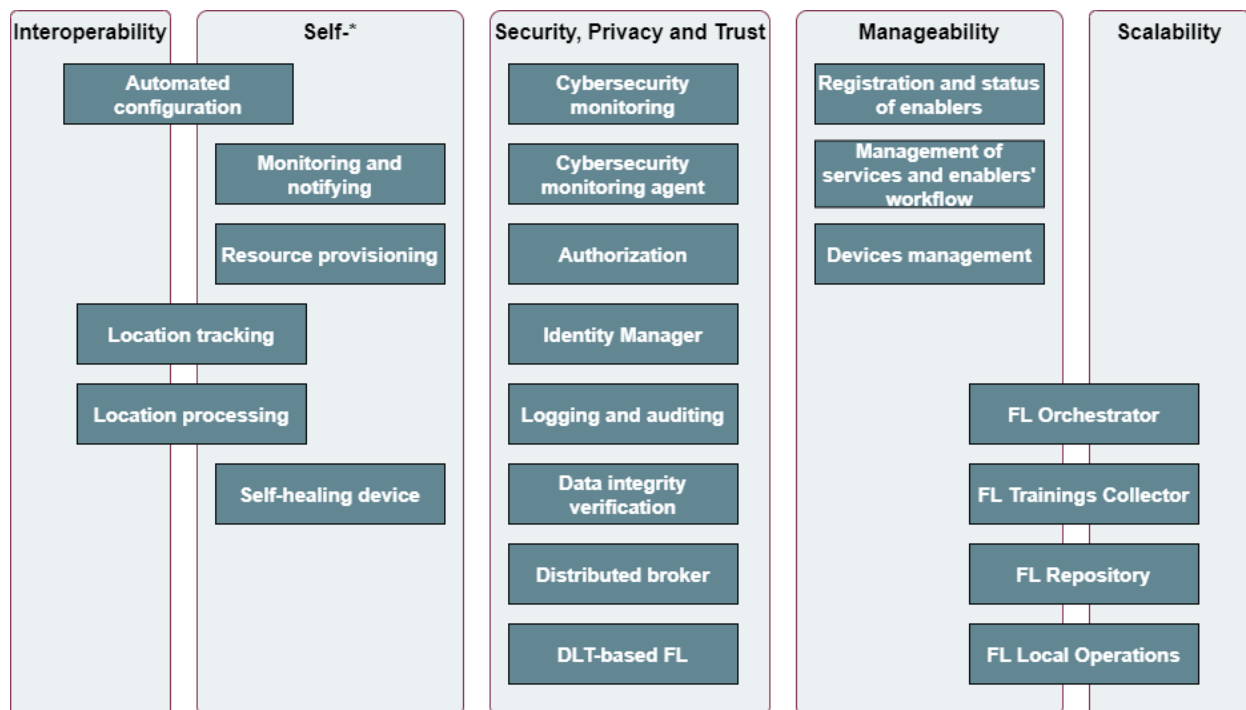 Interoperability
Self-*
Security, Privacy and Trust
Manageability
Scalability
Automated
configuration
Monitoring and
notifying
Resource provisioning
Location tracking
Location processing
Self-healing device
Cybersecurity
monitoring
Cybersecurity
monitoring agent
Authorization
Identity Manager
Logging and auditing
Data integrity
verification
Distributed broker
DLT-based FL
Registration and status
of enablers
Management of
services and enablers'
workflow
Devices management
FL Orchestrator
FL Trainings Collector
FL Repository
FL Local Operations